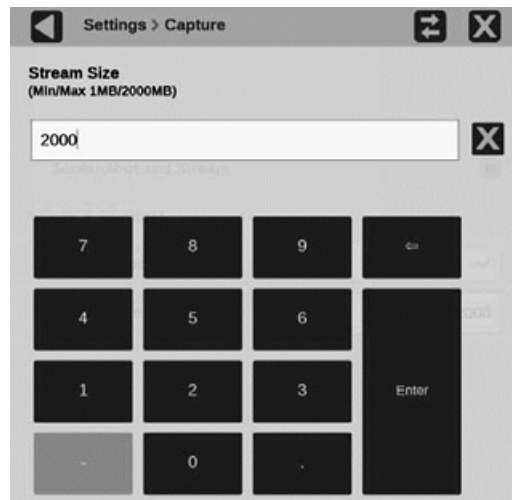 Settings > Capture
Stream Size
(Min/Max 1MB/2000MB)
2000
7 8 9 ⇦
4 5 6
1 2 3 Enter
- 0 .